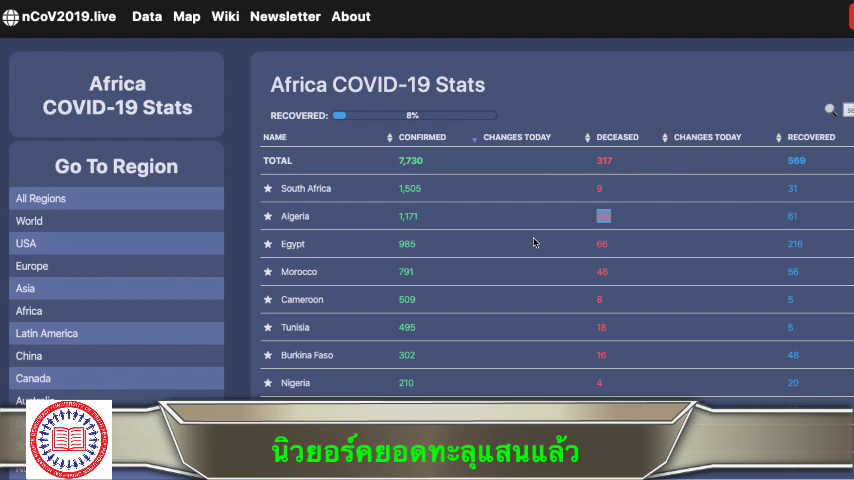 nCoV2019.live Data Map Wiki Newsletter About
Africa
COVID-19 Stats
Go To Region
All Regions
World
USA
Europe
Asia
Africa
Latin America
China
Canada
Africa COVID-19 Stats
RECOVERED: 8%
NAME CONFIRMED CHANGES TODAY DECEASED CHANGES TODAY RECOVERED
TOTAL 7,730 317 569
South Africa 1,505 9 31
Algeria 1,171 61
Egypt 985 66 216
Morocco 791 48 56
Cameroon 509 8 5
Tunisia 495 18 5
Burkina Faso 302 16 48
Nigeria 210 4 20
นิวยอร์คยอดทะลุแสนแล้ว